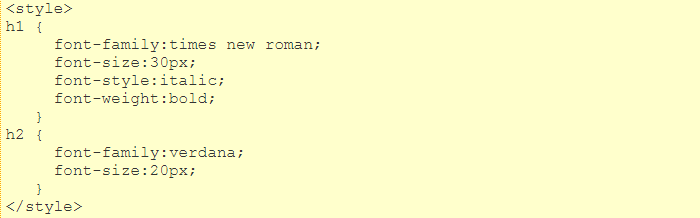 <style>
h1 {
font-family:times new roman;
font-size:30px;
font-style:italic;
font-weight:bold;
}
h2 {
font-family:verdana;
font-size:20px;
}
</style>